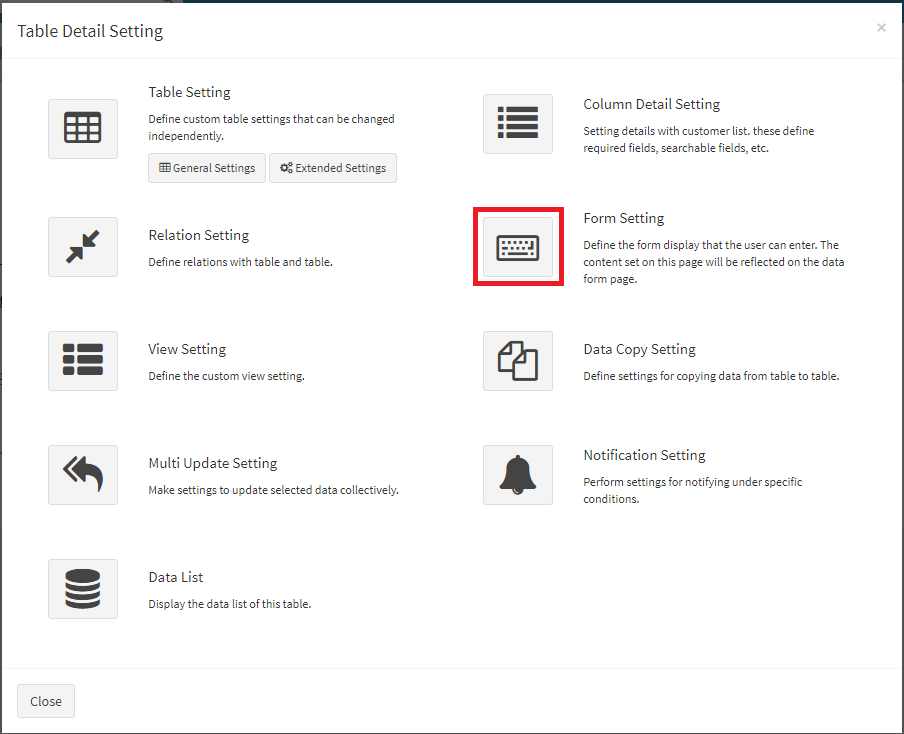 Table Detail Setting
×
Table Setting
Define custom table settings that can be changed
independently.
General Settings
Extended Settings
Column Detail Setting
Setting details with customer list. these define
required fields, searchable fields, etc.
Relation Setting
Define relations with table and table.
Form Setting
Define the form display that the user can enter. The
content set on this page will be reflected on the data
form page.
View Setting
Define the custom view setting.
Data Copy Setting
Define settings for copying data from table to table.
Multi Update Setting
Make settings to update selected data collectively.
Notification Setting
Perform settings for notifying under specific
conditions.
Data List
Display the data list of this table.
Close